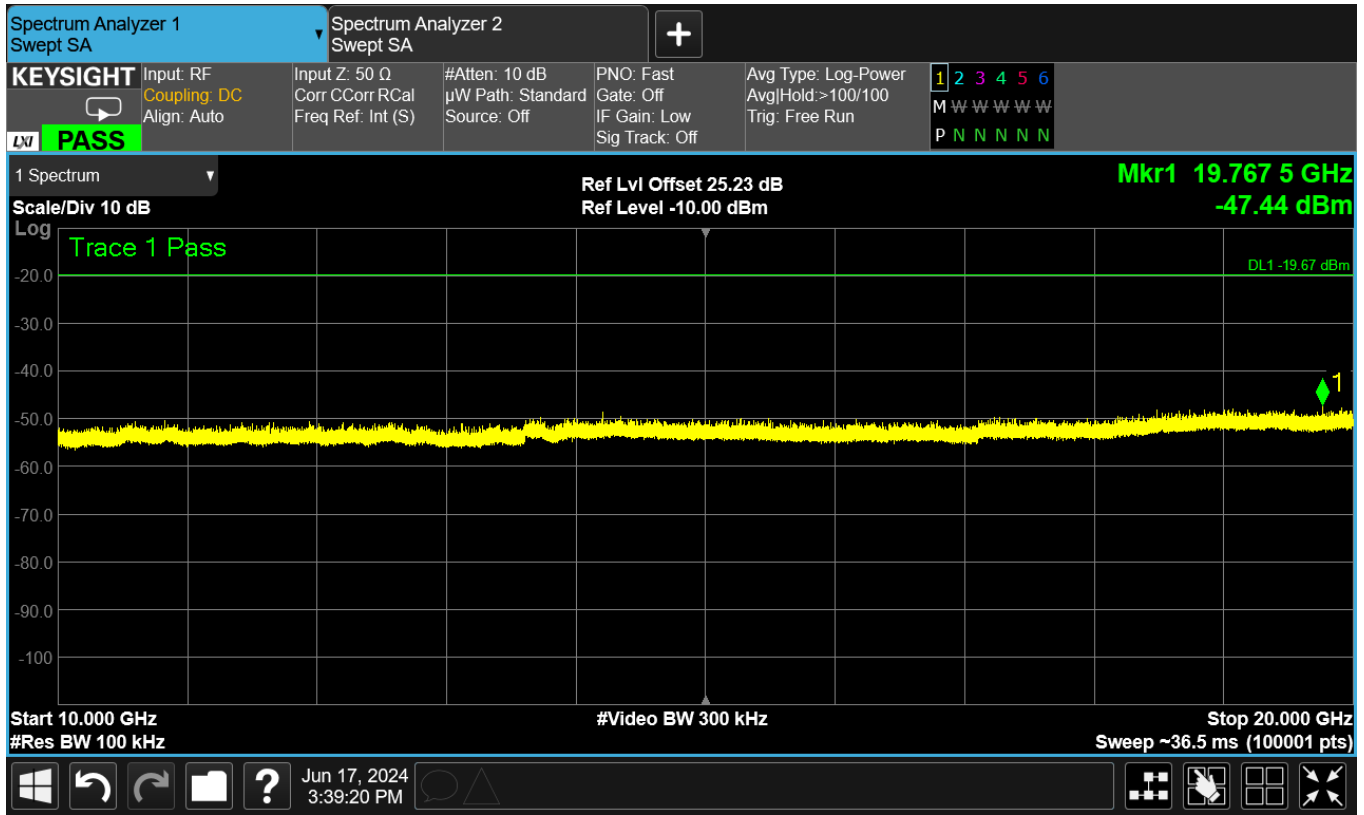 Spectrum Analyzer 1
Swept SA
Spectrum Analyzer 2
Swept SA
KEYSIGHT
LXI PASS
Input: RF
Coupling: DC
Align: Auto
Input Z: 50 Ω
Corr CCorr RCal
Freq Ref: Int (S)
#Atten: 10 dB
µW Path: Standard
Source: Off
PNO: Fast
Gate: Off
IF Gain: Low
Sig Track: Off
Avg Type: Log-Power
Avg|Hold:>100/100
Trig: Free Run
1 2 3 4 5 6
M W W W W W
P N N N N N
1 Spectrum
Scale/Div 10 dB
Ref Lvl Offset 25.23 dB
Ref Level -10.00 dBm
Mkr1 19.767 5 GHz
-47.44 dBm
Log
Trace 1 Pass
DL1 -19.67 dBm
-20.0
-30.0
-40.0
1
-50.0
-60.0
-70.0
-80.0
-90.0
-100
Start 10.000 GHz
#Res BW 100 kHz
#Video BW 300 kHz
Stop 20.000 GHz
Sweep ~36.5 ms (100001 pts)
?
Jun 17, 2024
3:39:20 PM